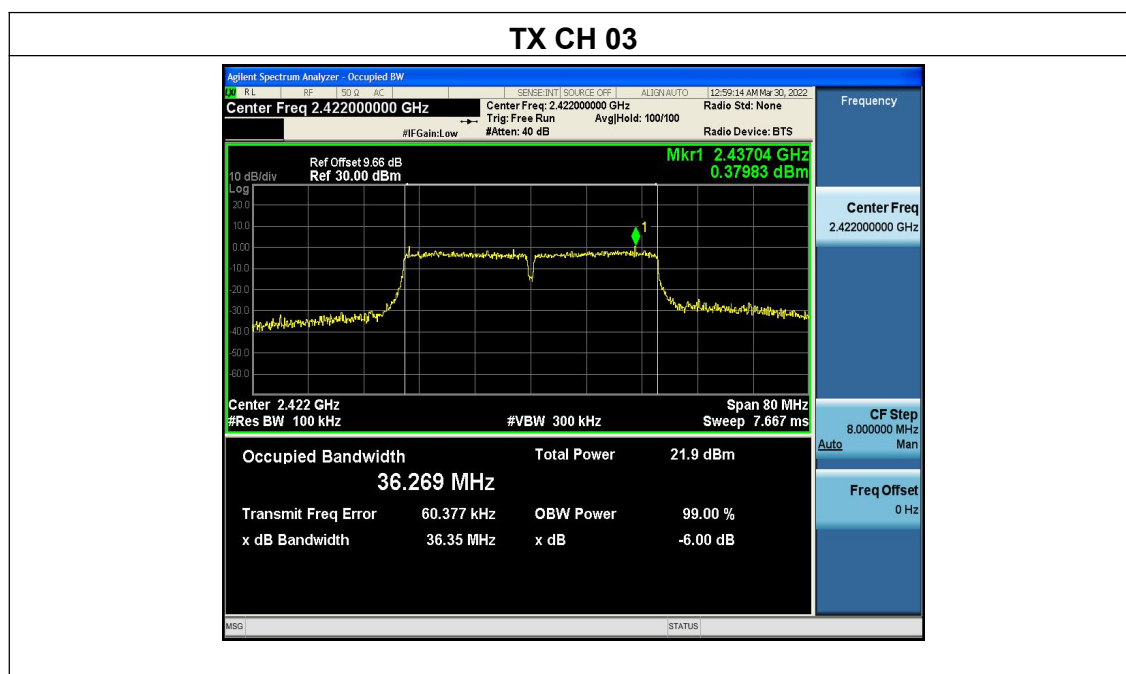 TX CH 03
Agilent Spectrum Analyzer - Occupied BW
LXI RL RF 50 Ω AC SENSE:INT SOURCE OFF ALIGNAUTO 12:59:14 AM Mar 30, 2022
Center Freq 2.422000000 GHz Center Freq: 2.422000000 GHz Radio Std: None Frequency
Trig: Free Run Avg|Hold: 100/100
#IFGain:Low #Atten: 40 dB Radio Device: BTS
Ref Offset 9.66 dB Mkr1 2.43704 GHz
10 dB/div Ref 30.00 dBm 0.37983 dBm
Log
20.0
10.0
1
0.00
-10.0
-20.0
-30.0
-40.0
-50.0
-60.0
Center Freq
2.422000000 GHz
Center 2.422 GHz Span 80 MHz
#Res BW 100 kHz #VBW 300 kHz Sweep 7.667 ms
CF Step
8.000000 MHz
Auto Man
Occupied Bandwidth Total Power 21.9 dBm
36.269 MHz
Transmit Freq Error 60.377 kHz OBW Power 99.00 %
x dB Bandwidth 36.35 MHz x dB -6.00 dB
Freq Offset
0 Hz
MSG STATUS